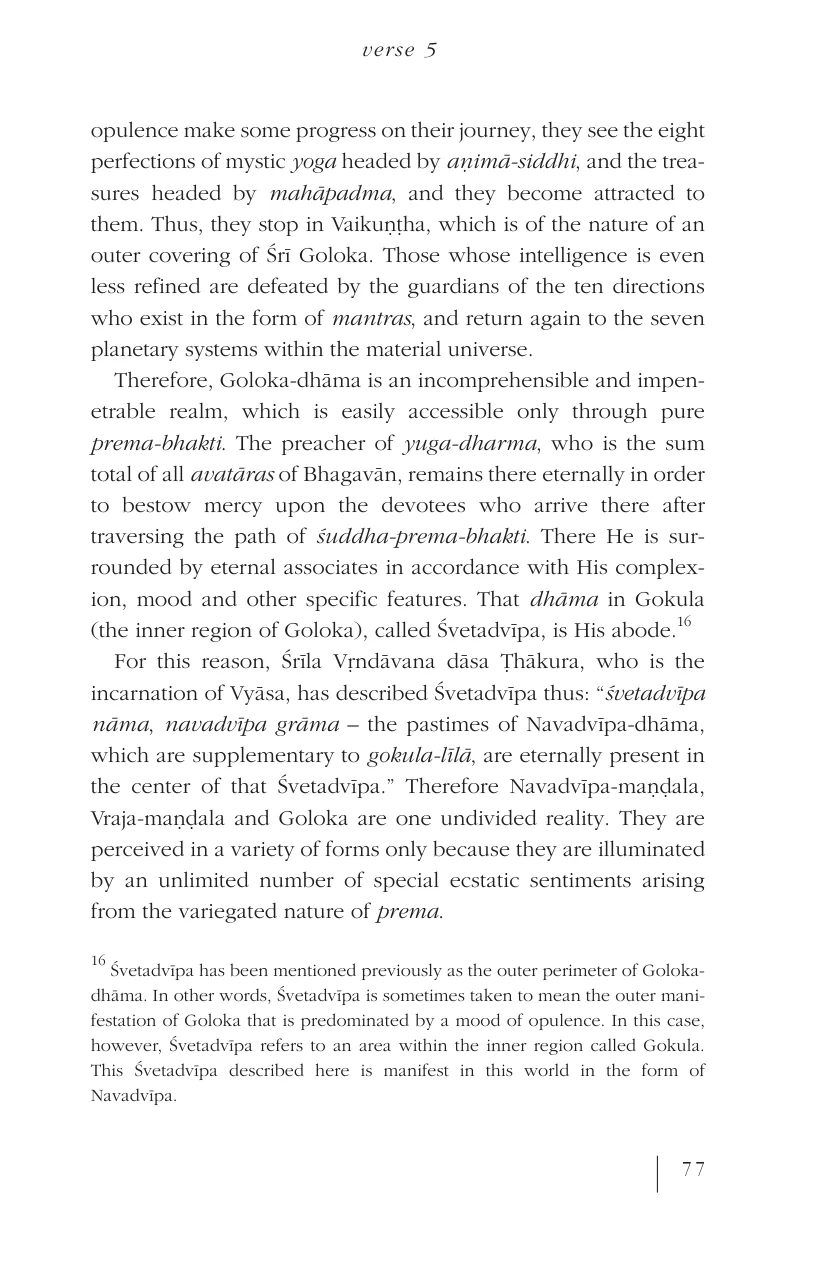 verse 5
opulence make some progress on their journey, they see the eight
perfections of mystic yoga headed by aṇimā-siddhi, and the trea-
sures headed by mahāpadma, and they become attracted to
them. Thus, they stop in Vaikuṇṭha, which is of the nature of an
outer covering of Śrī Goloka. Those whose intelligence is even
less refined are defeated by the guardians of the ten directions
who exist in the form of mantras, and return again to the seven
planetary systems within the material universe.
Therefore, Goloka-dhāma is an incomprehensible and impen-
etrable realm, which is easily accessible only through pure
prema-bhakti. The preacher of yuga-dharma, who is the sum
total of all avatāras of Bhagavān, remains there eternally in order
to bestow mercy upon the devotees who arrive there after
traversing the path of śuddha-prema-bhakti. There He is sur-
rounded by eternal associates in accordance with His complex-
ion, mood and other specific features. That dhāma in Gokula
(the inner region of Goloka), called Śvetadvīpa, is His abode.16
For this reason, Śrīla Vṛndāvana dāsa Ṭhākura, who is the
incarnation of Vyāsa, has described Śvetadvīpa thus: “śvetadvīpa
nāma, navadvīpa grāma – the pastimes of Navadvīpa-dhāma,
which are supplementary to gokula-līlā, are eternally present in
the center of that Śvetadvīpa.” Therefore Navadvīpa-maṇḍala,
Vraja-maṇḍala and Goloka are one undivided reality. They are
perceived in a variety of forms only because they are illuminated
by an unlimited number of special ecstatic sentiments arising
from the variegated nature of prema.
16 Śvetadvīpa has been mentioned previously as the outer perimeter of Goloka-
dhāma. In other words, Śvetadvīpa is sometimes taken to mean the outer mani-
festation of Goloka that is predominated by a mood of opulence. In this case,
however, Śvetadvīpa refers to an area within the inner region called Gokula.
This Śvetadvīpa described here is manifest in this world in the form of
Navadvīpa.
77